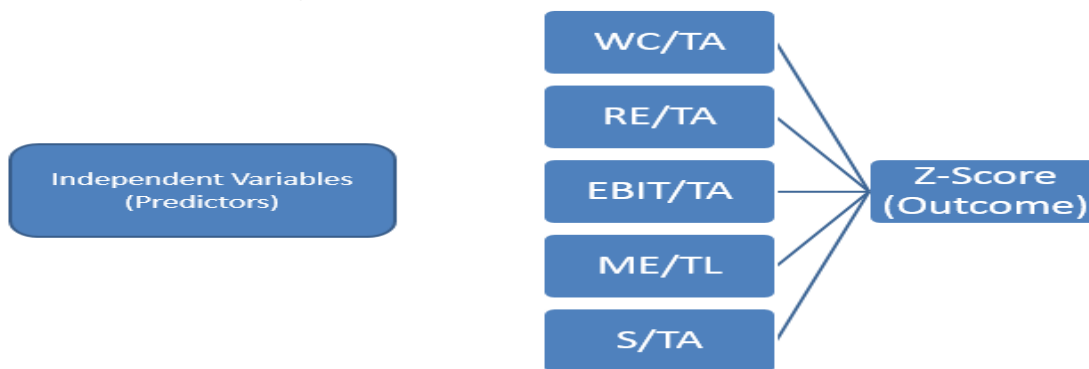 Independent Variables
(Predictors)
WC/TA
RE/TA
EBIT/TA
ME/TL
S/TA
Z-Score
(Outcome)